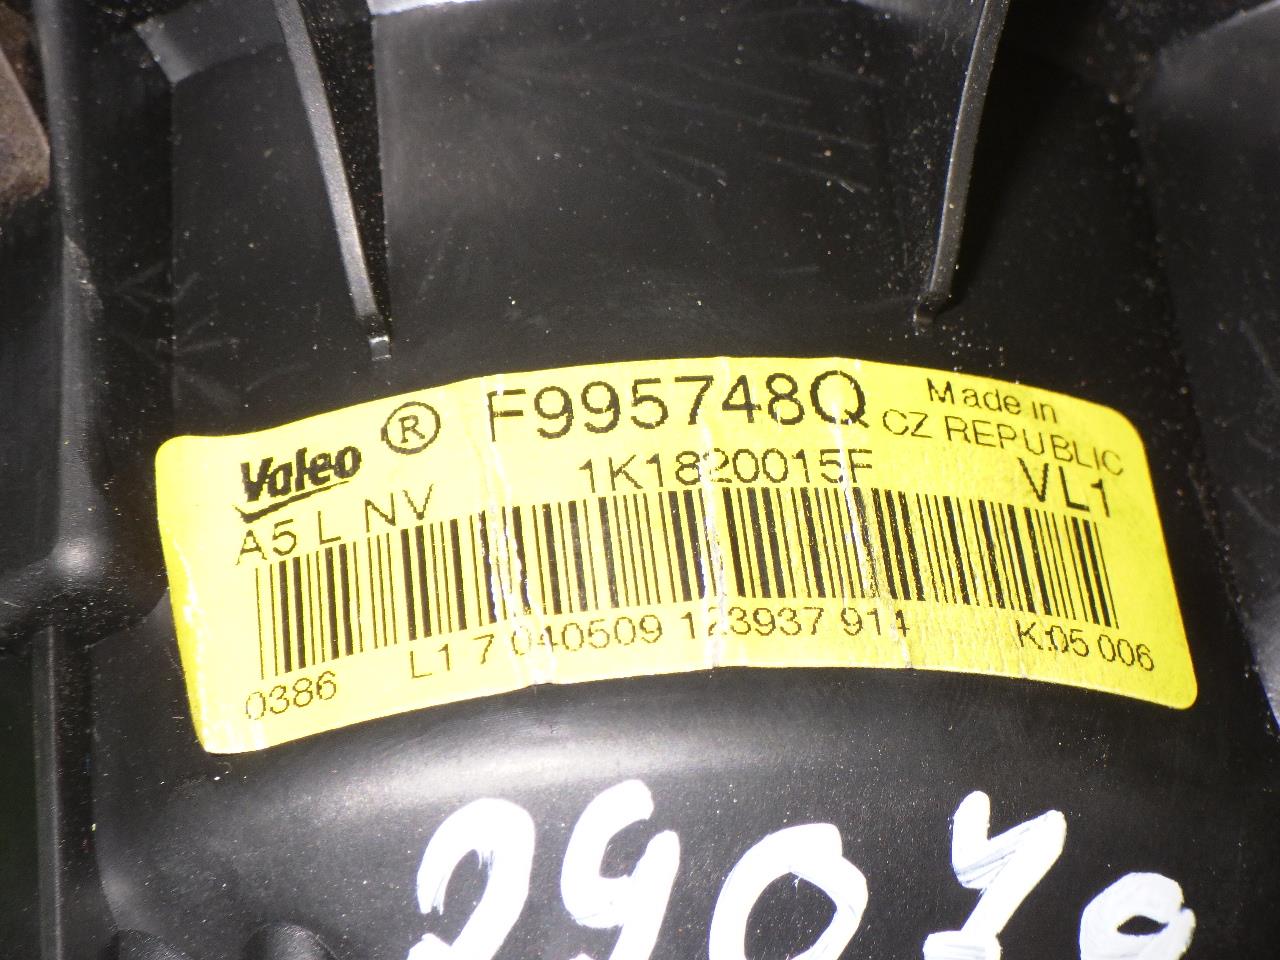 Valeo ® F995748Q Made in
CZ REPUBLIC
A5 L NV 1K1820015F VL1
0386 L1 7 040509 123937 914 K:05 006